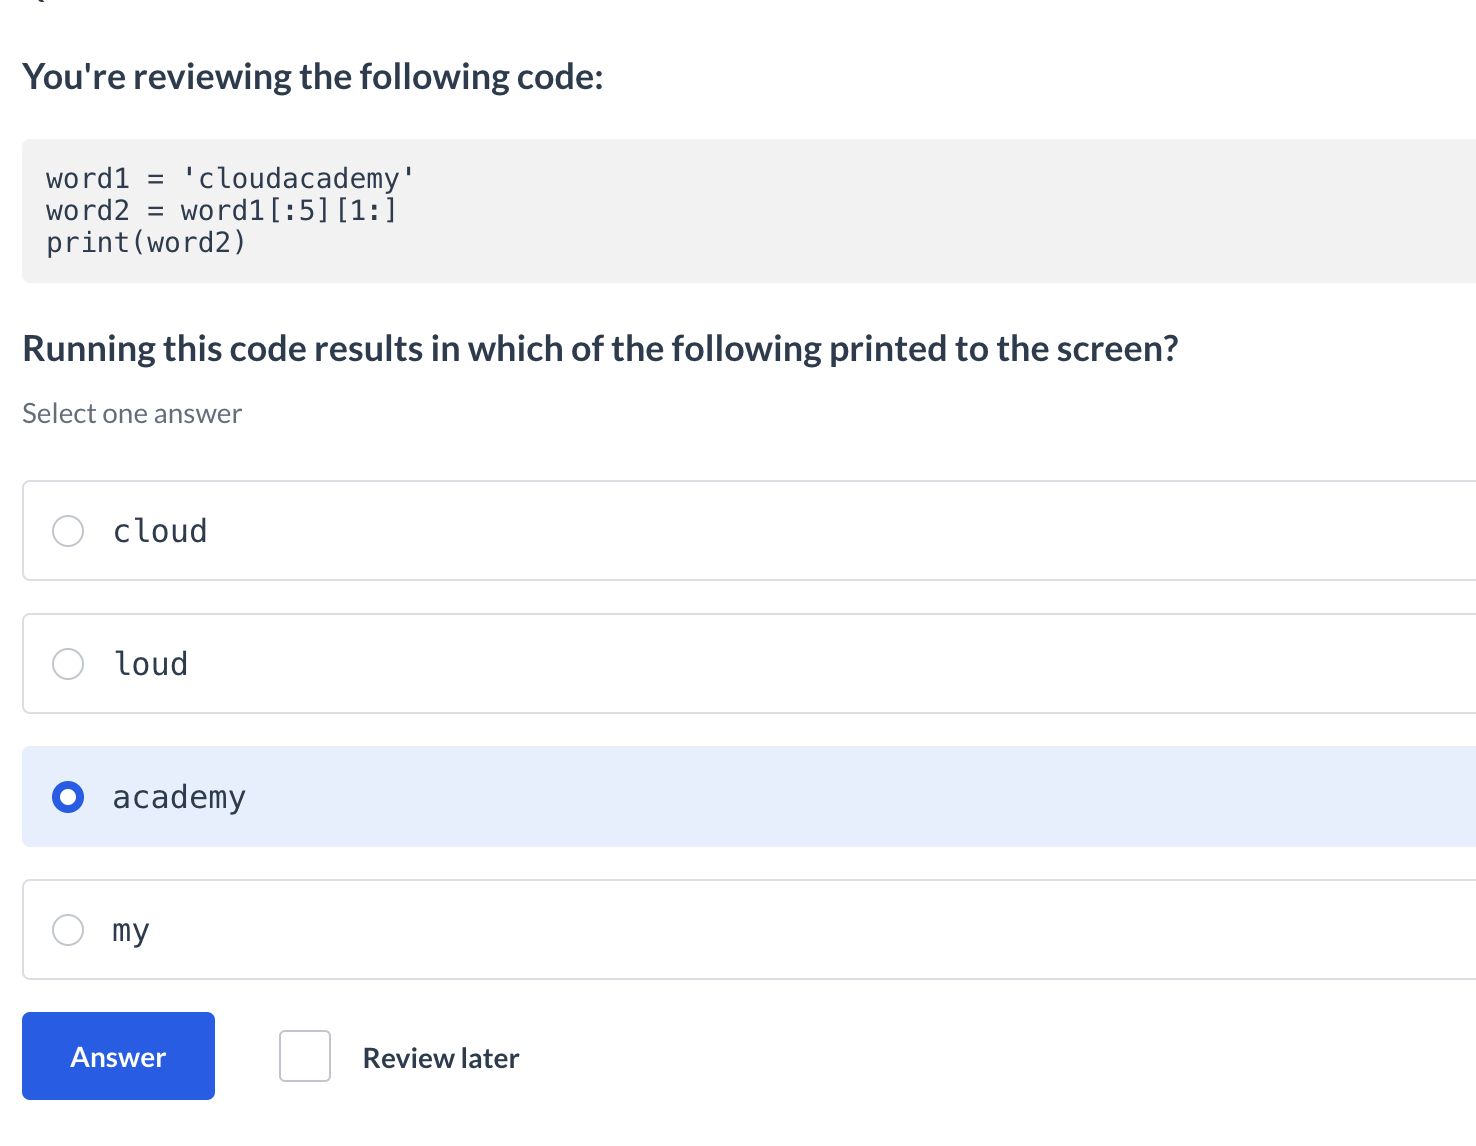 You're reviewing the following code:
word1 = 'cloudacademy'
word2 = word1[:5][1:]
print(word2)
Running this code results in which of the following printed to the screen?
Select one answer
cloud
loud
academy
my
Answer
Review later